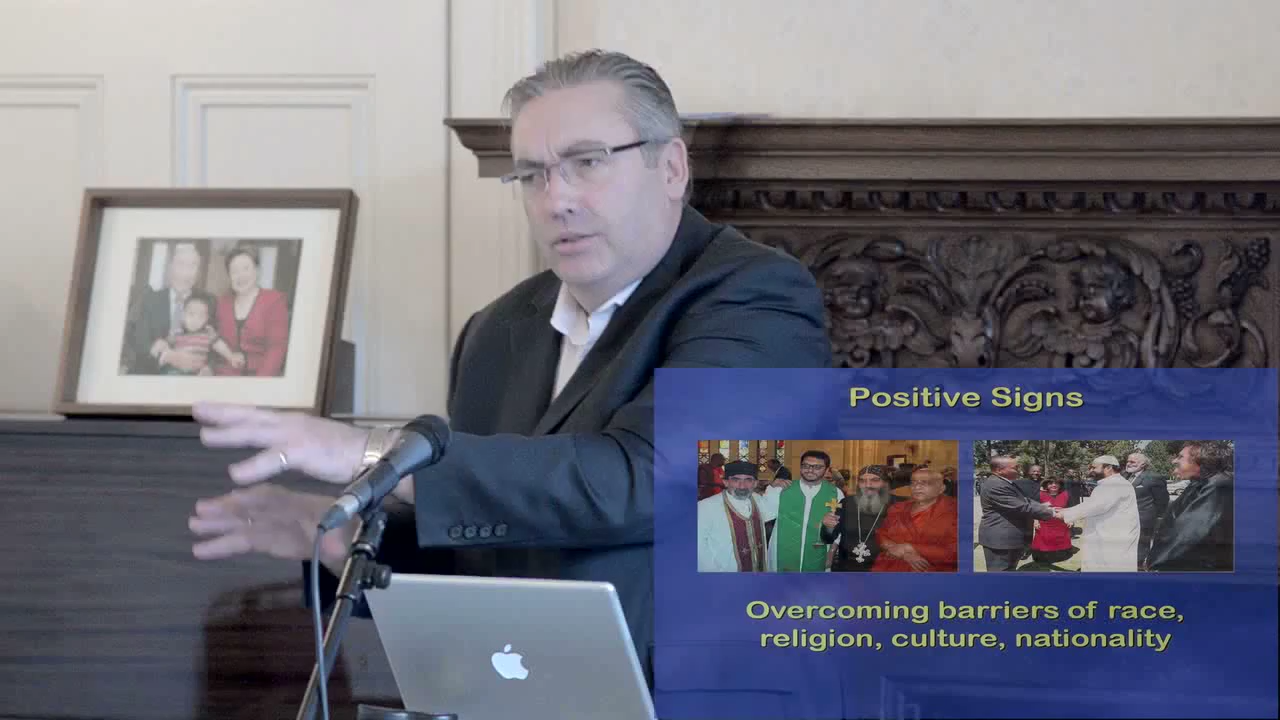 Positive Signs
Overcoming barriers of race,
religion, culture, nationality